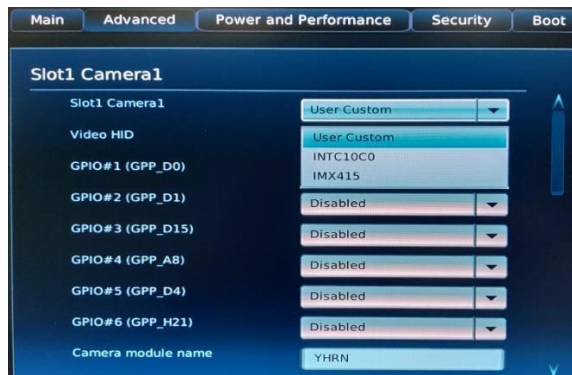 Main Advanced Power and Performance Security Boot
Slot1 Camera1
Slot1 Camera1 User Custom
Video HID User Custom
INTC10C0
GPIO#1 (GPP_D0) IMX415
GPIO#2 (GPP_D1) Disabled
GPIO#3 (GPP_D15) Disabled
GPIO#4 (GPP_A8) Disabled
GPIO#5 (GPP_D4) Disabled
GPIO#6 (GPP_H21) Disabled
Camera module name YHRN